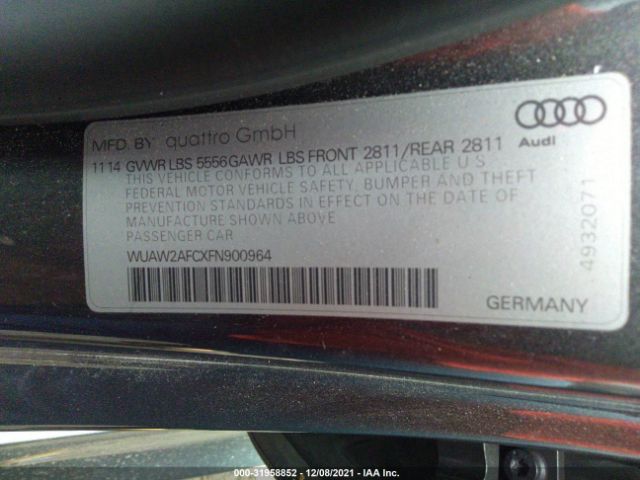 MFD. BY quattro GmbH
Audi
1114 GVWR LBS 5556 GAWR LBS FRONT 2811/REAR 2811
THIS VEHICLE CONFORMS TO ALL APPLICABLE U S
FEDERAL MOTOR VEHICLE SAFETY, BUMPER AND THEFT
PREVENTION STANDARDS IN EFFECT ON THE DATE OF
MANUFACTURE SHOWN ABOVE
PASSENGER CAR
4932071
WUAW2AFCXFN900964
GERMANY
000-31958852 - 12/08/2021 - IAA Inc.